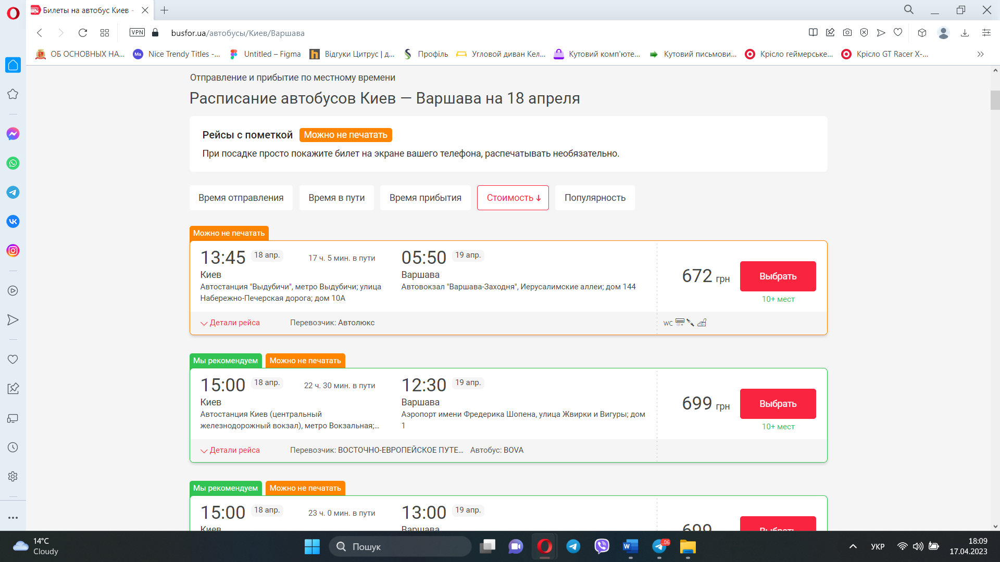 Билеты на автобус Киев -
VPN
busfor.ua/автобусы/Киев/Варшава
ОБ ОСНОВНЫХ НА...
Ma
Nice Trendy Titles -...
Untitled – Figma
h
Відгуки Цитрус | д...
Профіль
Угловой диван Кел...
Кутовий комп'юте...
Кутовий письмови...
Крісло геймерське...
Крісло GT Racer X-...
Отправление и прибытие по местному времени
Расписание автобусов Киев — Варшава на 18 апреля
Рейсы с пометкой Можно не печатать
При посадке просто покажите билет на экране вашего телефона, распечатывать необязательно.
Время отправления
Время в пути
Время прибытия
Стоимость ↓
Популярность
Можно не печатать
13:45 18 апр. 17 ч. 5 мин. в пути 05:50 19 апр.
Киев Варшава
Автостанция "Выдубичи", метро Выдубичи; улица Автовокзал "Варшава-Заходня", Иерусалимские аллеи; дом 144
Набережно-Печерская дорога; дом 10А
672 грн Выбрать
10+ мест
Детали рейса Перевозчик: Автолюкс WC
Мы рекомендуем Можно не печатать
15:00 18 апр. 22 ч. 30 мин. в пути 12:30 19 апр.
Киев Варшава
Автостанция Киев (центральный Аэропорт имени Фредерика Шопена, улица Жвирки и Вигуры; дом
железнодорожный вокзал), метро Вокзальная;... 1
699 грн Выбрать
10+ мест
Детали рейса Перевозчик: ВОСТОЧНО-ЕВРОПЕЙСКОЕ ПУТЕ... Автобус: BOVA
Мы рекомендуем Можно не печатать
15:00 18 апр. 23 ч. 0 мин. в пути 13:00 19 апр.
Киев Варшава
699 Выбрать
14°C
Cloudy
Пошук
W
..06
УКР
18:09
17.04.2023